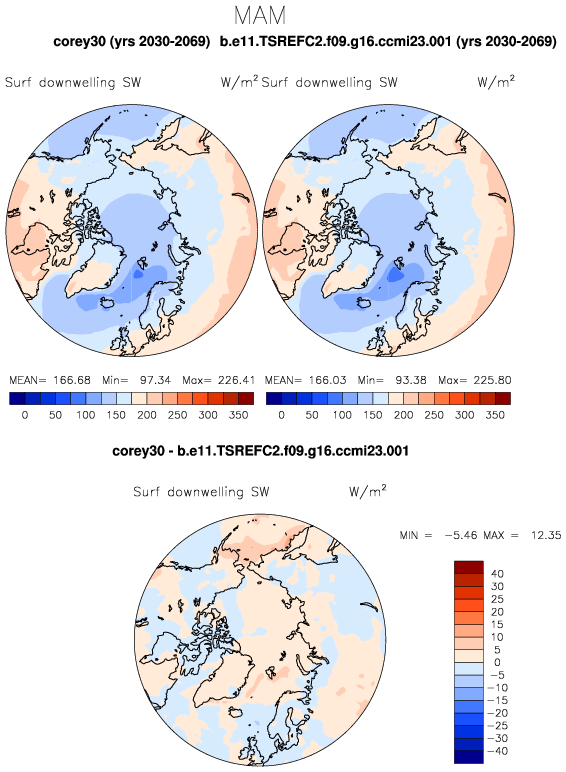 MAM
corey30 (yrs 2030-2069) b.e11.TSREFC2.f09.g16.ccmi23.001 (yrs 2030-2069)
Surf downwelling SW W/m² Surf downwelling SW W/m²
MEAN= 166.68 Min= 97.34 Max= 226.41 MEAN= 166.03 Min= 93.38 Max= 225.80
0 50 100 150 200 250 300 350 0 50 100 150 200 250 300 350
corey30 - b.e11.TSREFC2.f09.g16.ccmi23.001
Surf downwelling SW W/m²
MIN = -5.46 MAX = 12.35
40
30
25
20
15
10
5
0
-5
-10
-15
-20
-25
-30
-40